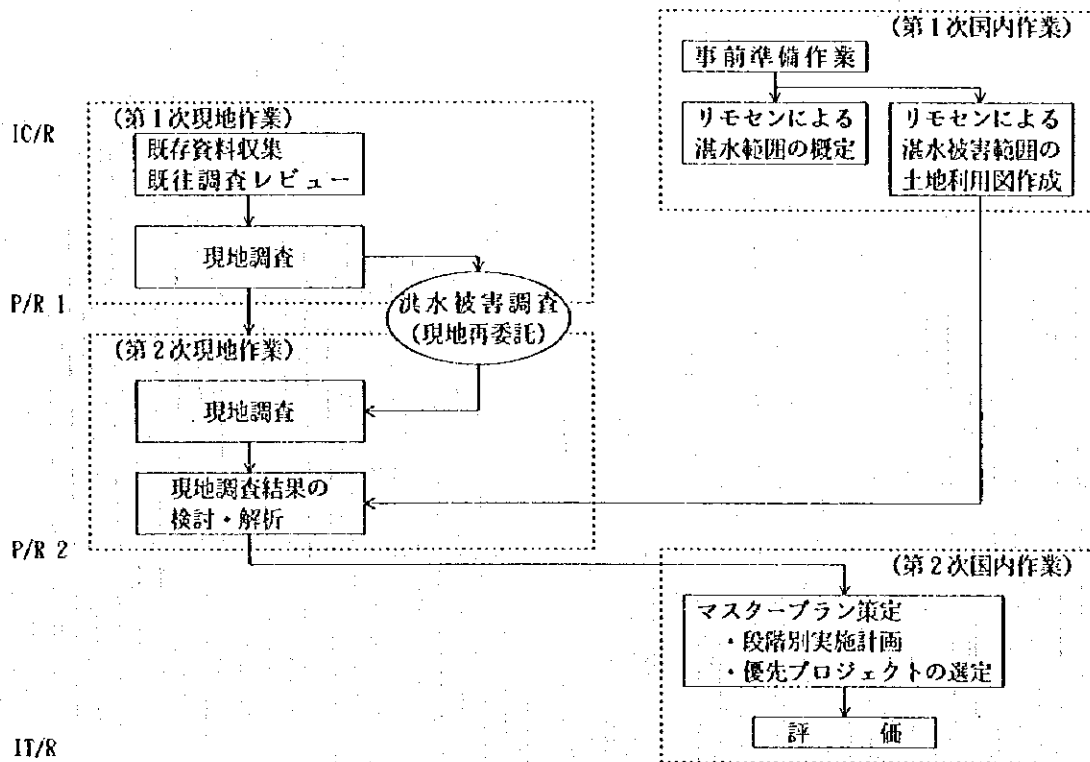 (第1次国内作業)
事前準備作業
リモセンによる
湛水範囲の概定
リモセンによる
湛水被害範囲の
土地利用図作成
IC/R
(第1次現地作業)
既存資料収集
既往調査レビュー
現地調査
洪水被害調査
(現地再委託)
P/R 1
(第2次現地作業)
現地調査
現地調査結果の
検討・解析
P/R 2
(第2次国内作業)
マスタープラン策定
・段階別実施計画
・優先プロジェクトの選定
評 価
IT/R